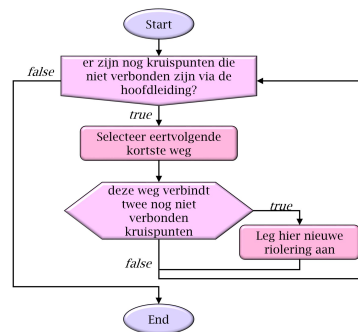 Start
er zijn nog kruispunten die
niet verbonden zijn via de
hoofdleiding?
false
true
Selecteer eertvolgende
kortste weg
deze weg verbindt
twee nog niet
verbonden
kruispunten
true
Leg hier nieuwe
riolering aan
false
End